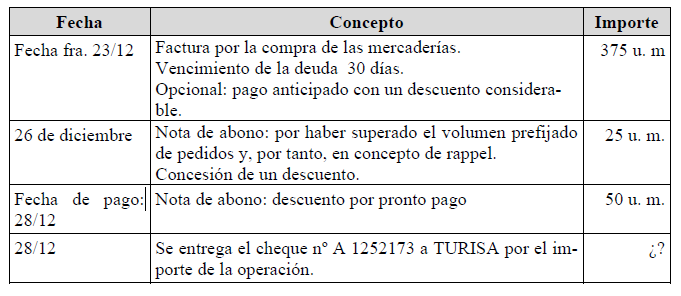 Fecha Concepto Importe
Fecha fra. 23/12 Factura por la compra de las mercaderías. 375 u. m
Vencimiento de la deuda 30 días.
Opcional: pago anticipado con un descuento considera-
ble.
26 de diciembre Nota de abono: por haber superado el volumen prefijado 25 u. m.
de pedidos y, por tanto, en concepto de rappel.
Concesión de un descuento.
Fecha de pago: Nota de abono: descuento por pronto pago 50 u. m.
28/12
28/12 Se entrega el cheque nº A 1252173 a TURISA por el im- ¿?
porte de la operación.